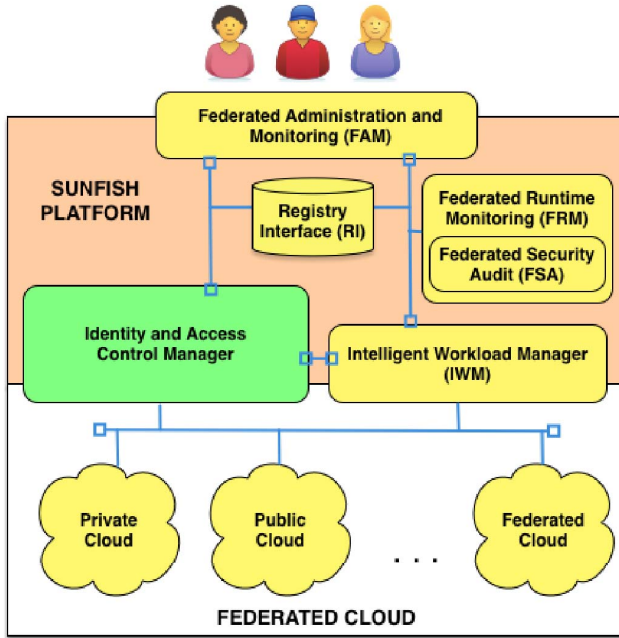 Federated Administration and
Monitoring (FAM)
SUNFISH
PLATFORM
Registry
Interface (RI)
Federated Runtime
Monitoring (FRM)
Federated Security
Audit (FSA)
Identity and Access
Control Manager
Intelligent Workload Manager
(IWM)
Private
Cloud
Public
Cloud
. . .
Federated
Cloud
FEDERATED CLOUD